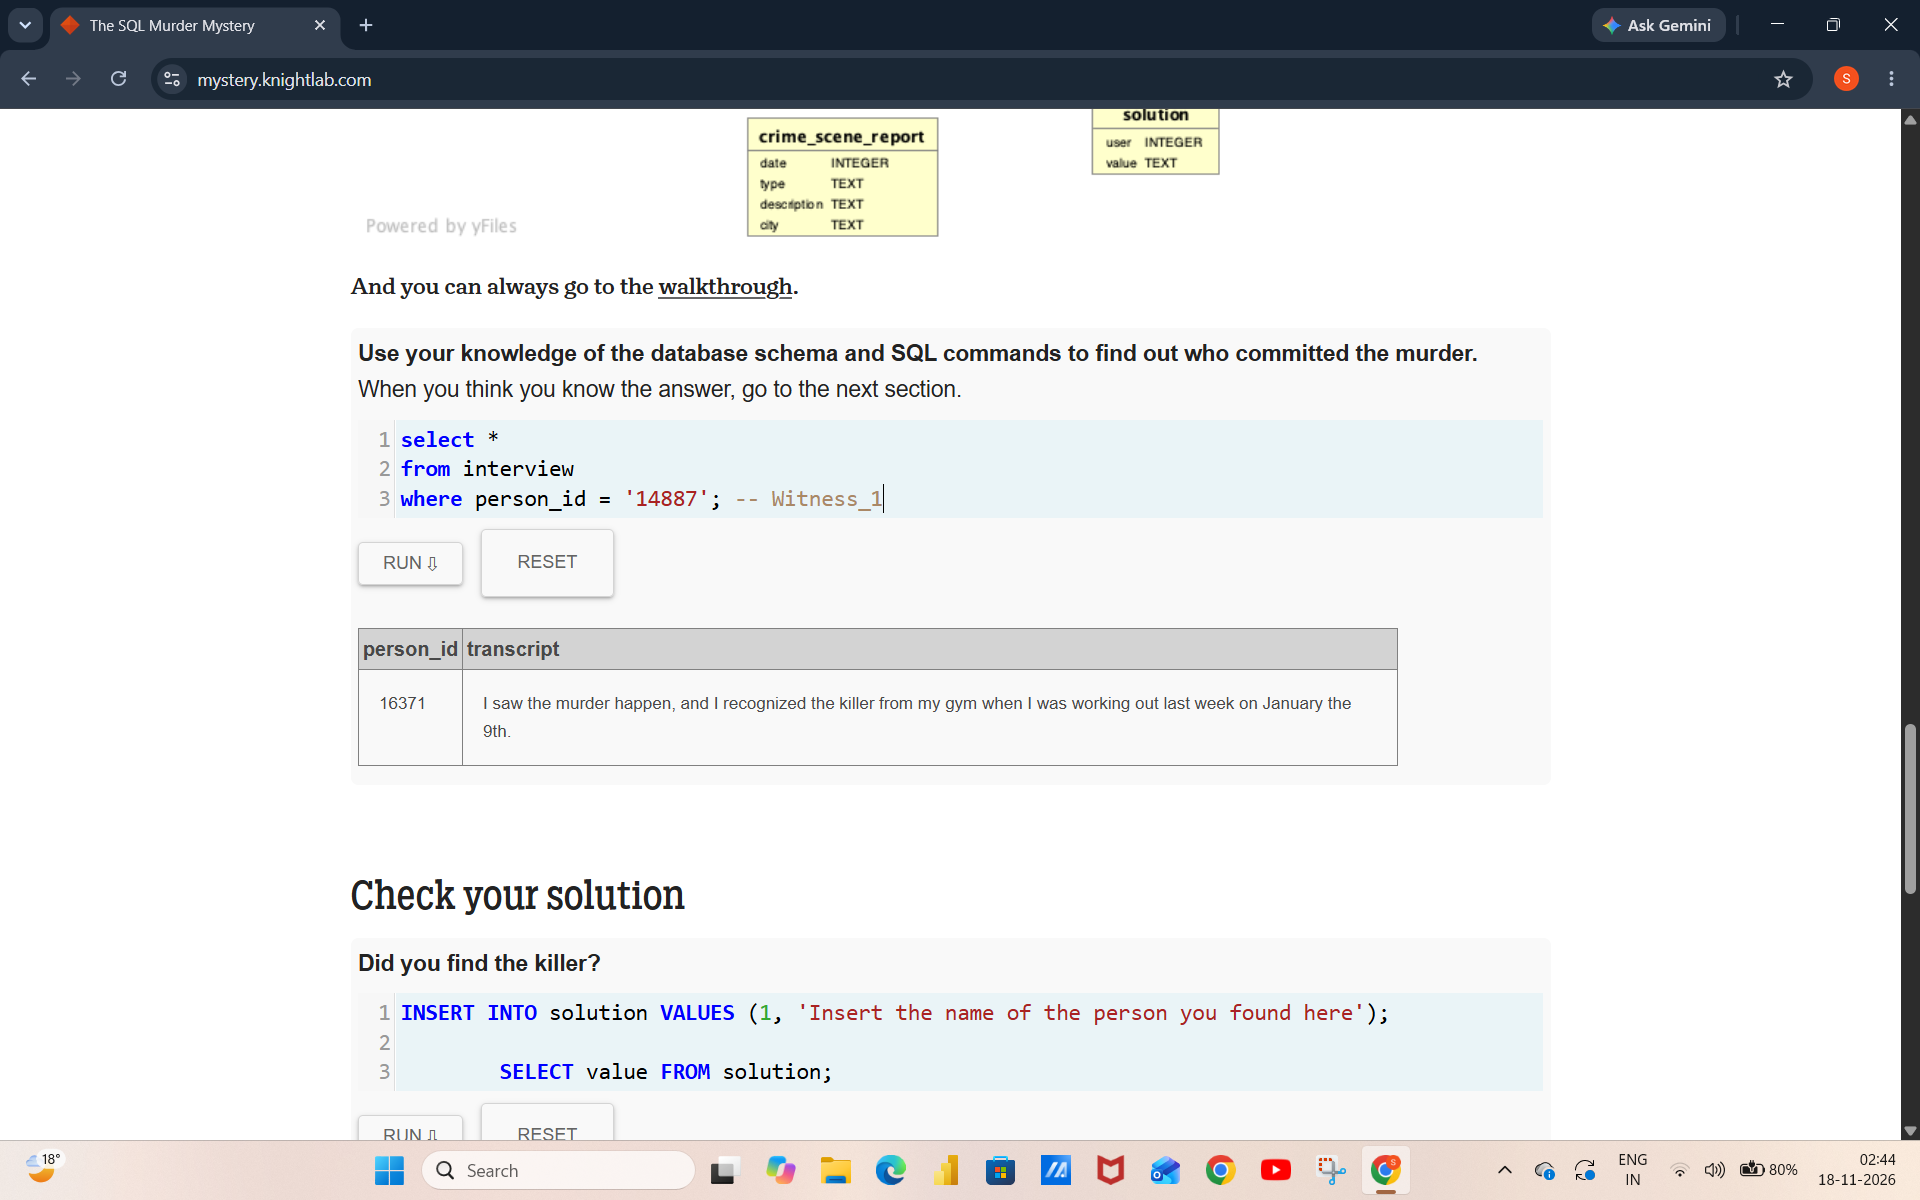 The SQL Murder Mystery
Ask Gemini
mystery.knightlab.com
S
crime_scene_report
date INTEGER
type TEXT
description TEXT
city TEXT
solution
user INTEGER
value TEXT
Powered by yFiles
And you can always go to the walkthrough.
Use your knowledge of the database schema and SQL commands to find out who committed the murder.
When you think you know the answer, go to the next section.
1 select *
2 from interview
3 where person_id = '14887'; -- Witness_1
RUN ⇩ RESET
person_id transcript
16371 I saw the murder happen, and I recognized the killer from my gym when I was working out last week on January the
9th.
Check your solution
Did you find the killer?
1 INSERT INTO solution VALUES (1, 'Insert the name of the person you found here');
2
3 SELECT value FROM solution;
RUN ⇩ RESET
18°
Search
ENG
IN
80%
02:44
18-11-2026